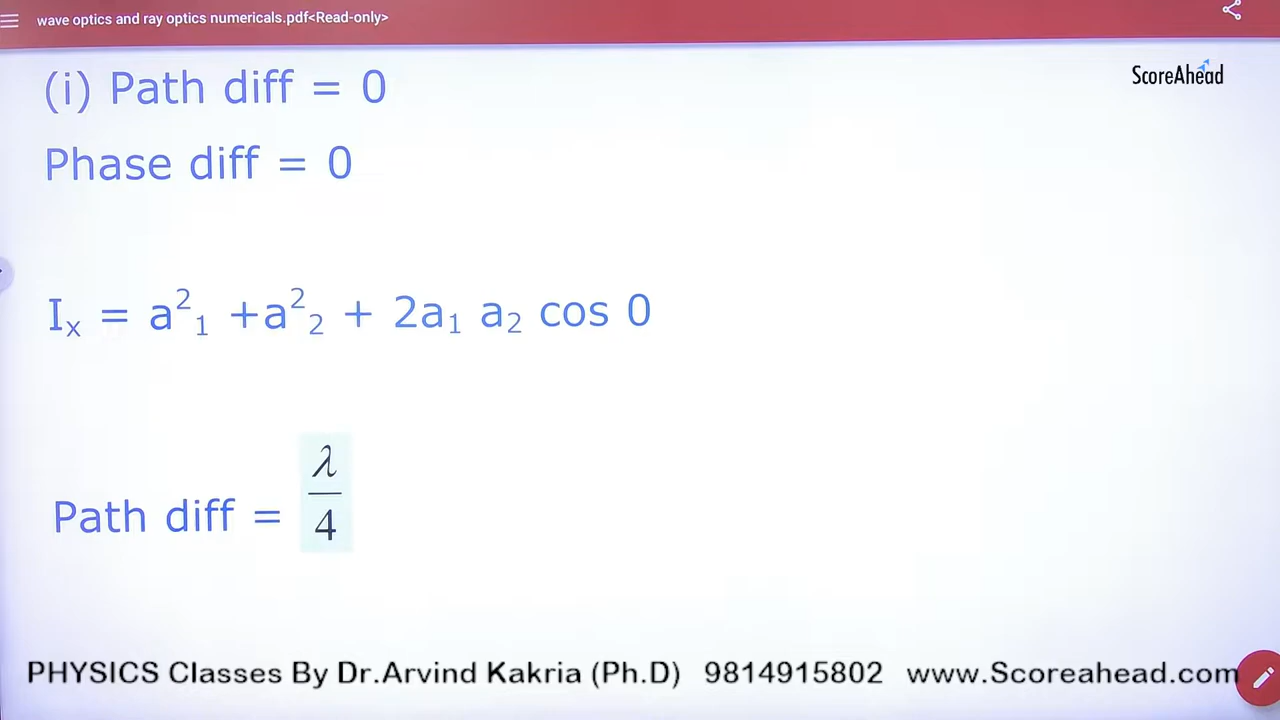 wave optics and ray optics numericals.pdf<Read-only>
ScoreAhead
(i) Path diff = 0
Phase diff = 0
Iₓ = a²₁ +a²₂ + 2a₁ a₂ cos 0
Path diff = λ/4
PHYSICS Classes By Dr.Arvind Kakria (Ph.D) 9814915802 www.Scoreahead.com